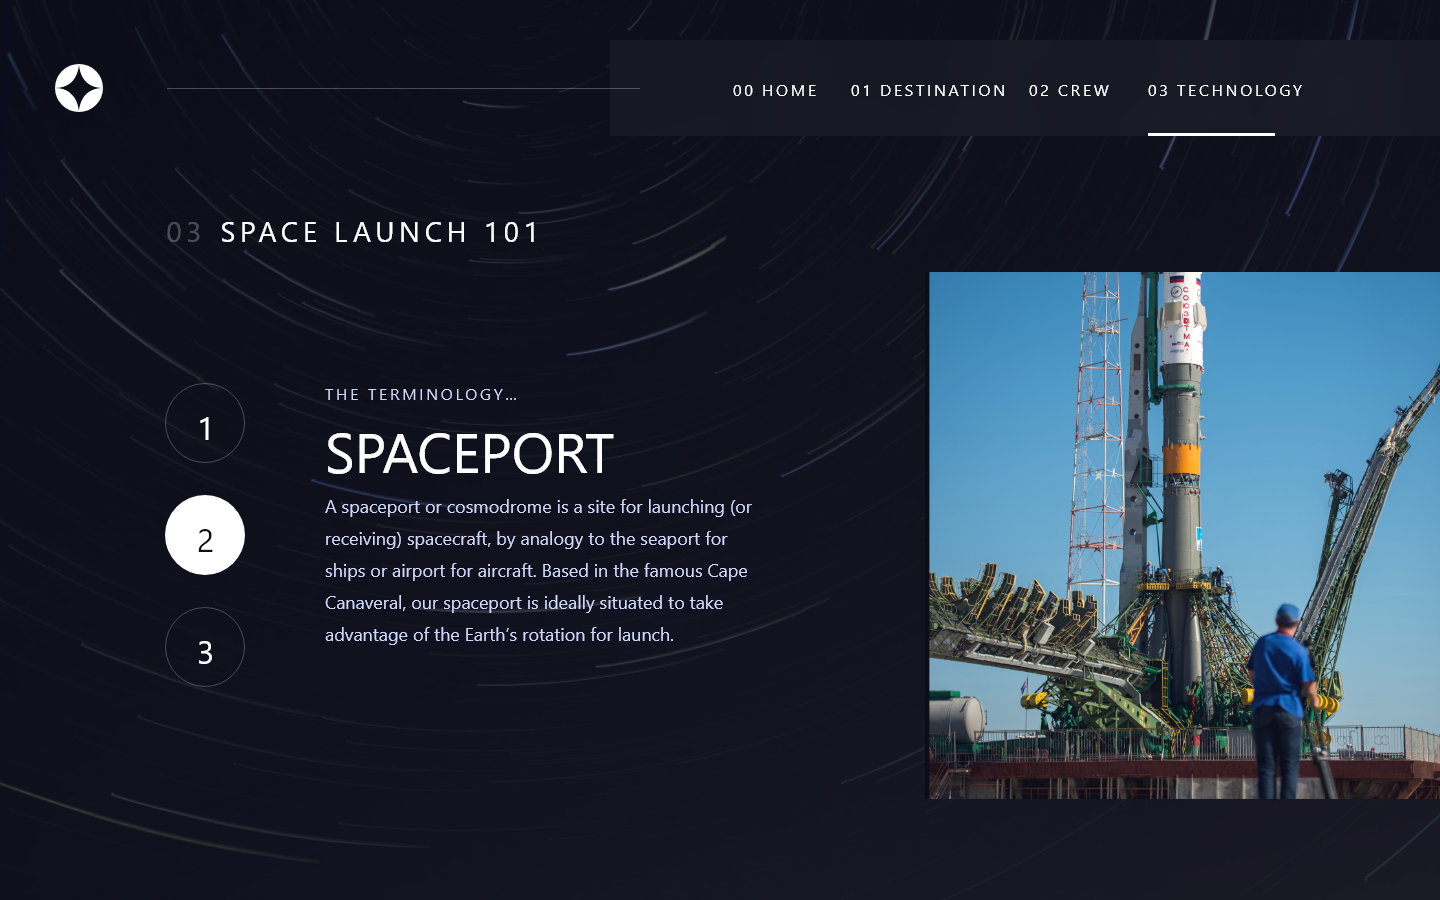 00 HOME
01 DESTINATION
02 CREW
03 TECHNOLOGY
03 SPACE LAUNCH 101
1
2
3
THE TERMINOLOGY...
SPACEPORT
A spaceport or cosmodrome is a site for launching (or
receiving) spacecraft, by analogy to the seaport for
ships or airport for aircraft. Based in the famous Cape
Canaveral, our spaceport is ideally situated to take
advantage of the Earth’s rotation for launch.